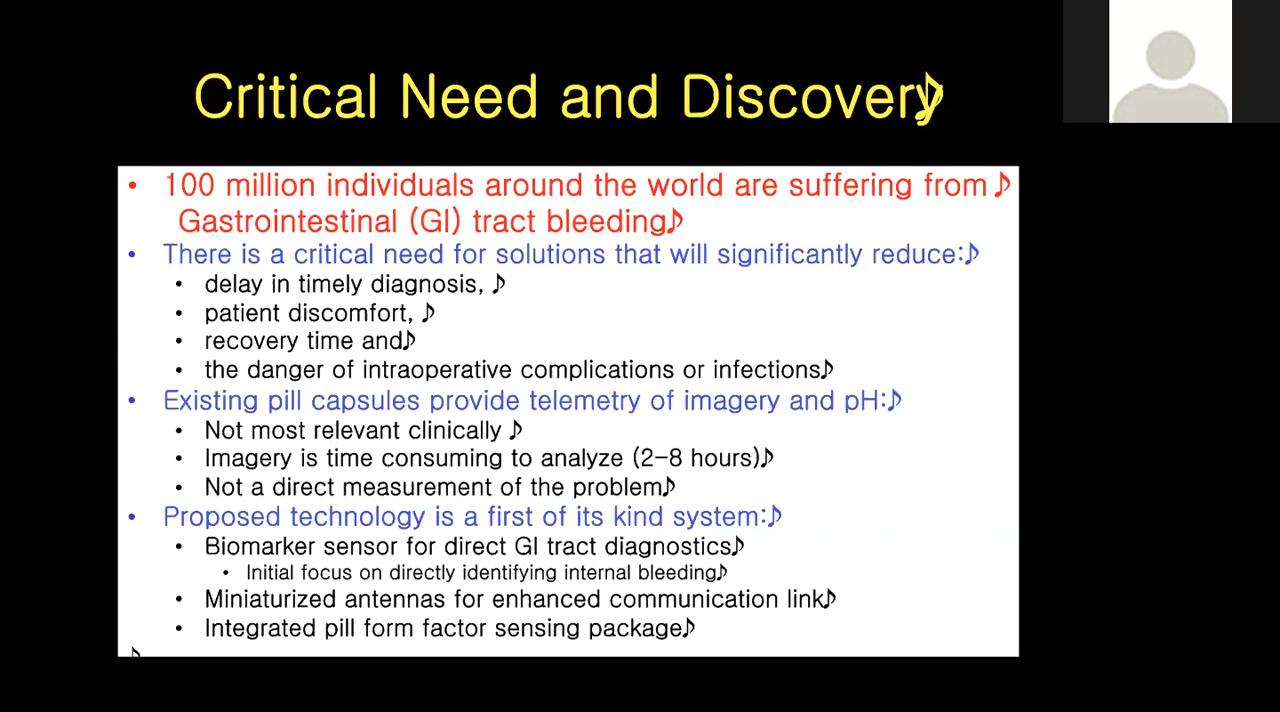 Critical Need and Discovery♪
• 100 million individuals around the world are suffering from♪
Gastrointestinal (GI) tract bleeding♪
• There is a critical need for solutions that will significantly reduce:♪
• delay in timely diagnosis, ♪
• patient discomfort, ♪
• recovery time and♪
• the danger of intraoperative complications or infections♪
• Existing pill capsules provide telemetry of imagery and pH:♪
• Not most relevant clinically ♪
• Imagery is time consuming to analyze (2-8 hours)♪
• Not a direct measurement of the problem♪
• Proposed technology is a first of its kind system:♪
• Biomarker sensor for direct GI tract diagnostics♪
• Initial focus on directly identifying internal bleeding♪
• Miniaturized antennas for enhanced communication link♪
• Integrated pill form factor sensing package♪
♪